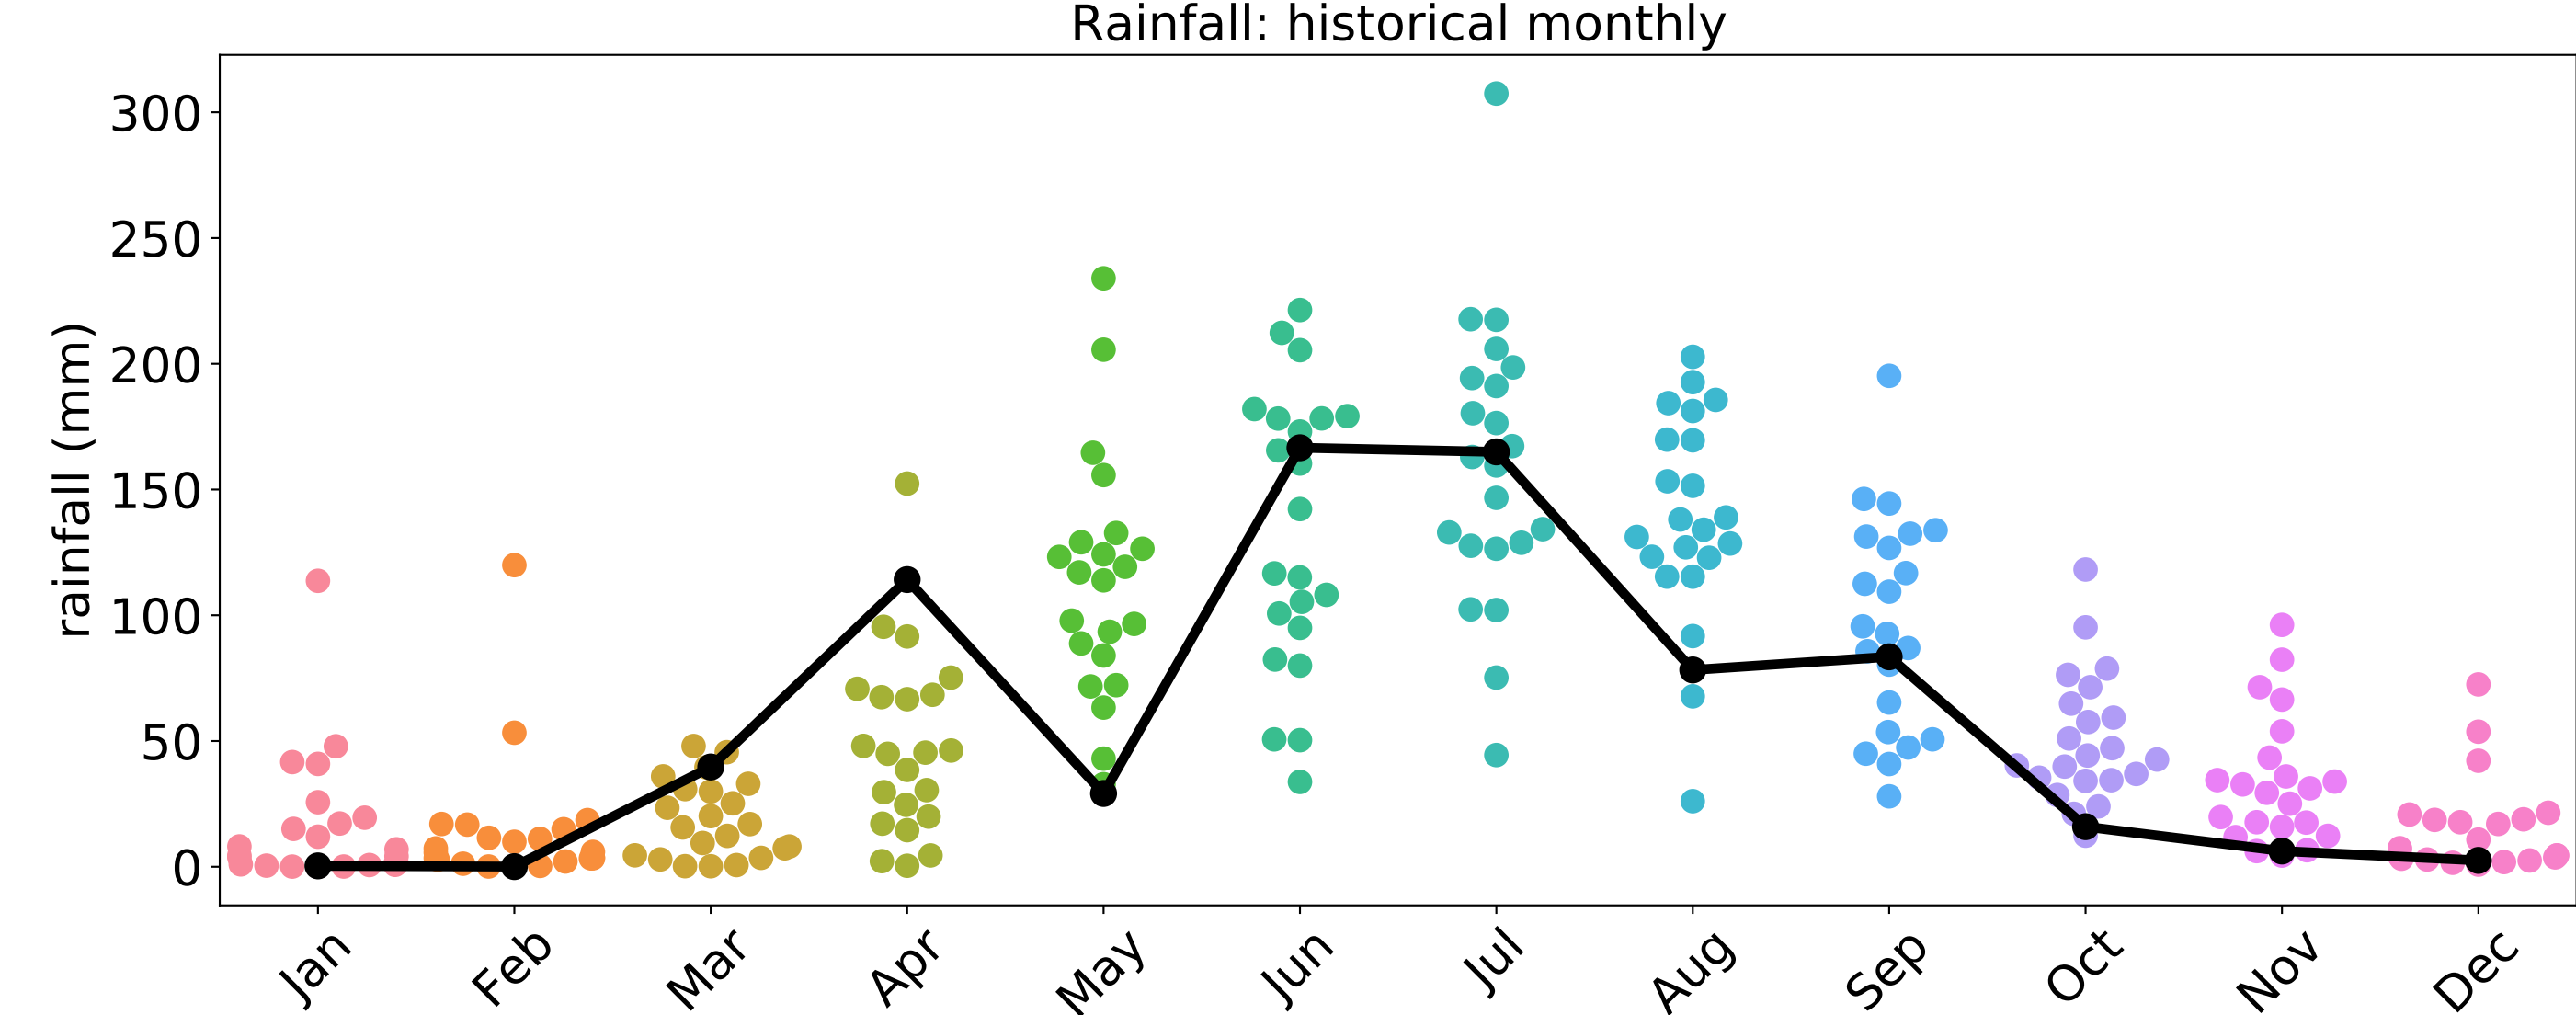 Rainfall: historical monthly
rainfall (mm)
300
250
200
150
100
50
0
Jan
Feb
Mar
Apr
May
Jun
Jul
Aug
Sep
Oct
Nov
Dec